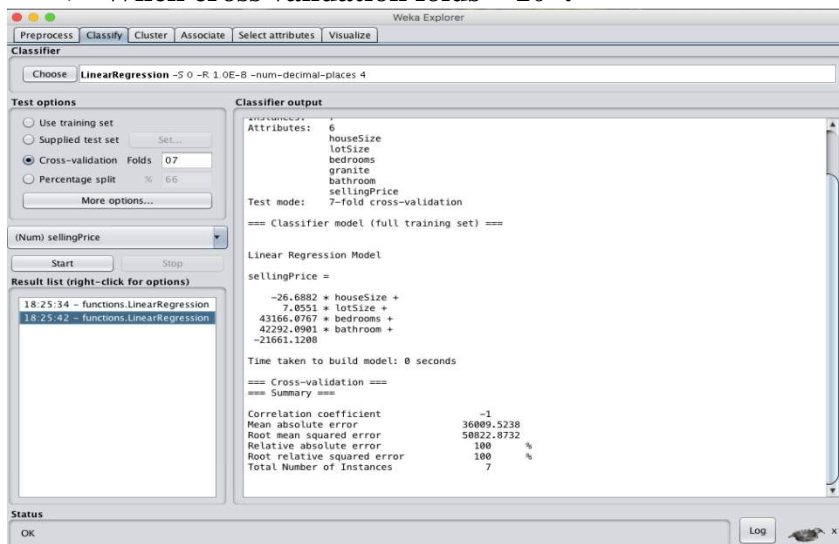 Weka Explorer
Preprocess Classify Cluster Associate Select attributes Visualize
Classifier
Choose LinearRegression -S 0 -R 1.0E-8 -num-decimal-places 4
Test options
Use training set
Supplied test set Set...
Cross-validation Folds 07
Percentage split % 66
More options...
(Num) sellingPrice
Start Stop
Result list (right-click for options)
18:25:34 - functions.LinearRegression
18:25:42 - functions.LinearRegression
Classifier output
Attributes: 6
houseSize
lotSize
bedrooms
granite
bathroom
sellingPrice
Test mode: 7-fold cross-validation
=== Classifier model (full training set) ===
Linear Regression Model
sellingPrice =
-26.6882 * houseSize +
7.0551 * lotSize +
43166.0767 * bedrooms +
42292.0901 * bathroom +
-21661.1208
Time taken to build model: 0 seconds
=== Cross-validation ===
=== Summary ===
Correlation coefficient -1
Mean absolute error 36009.5238
Root mean squared error 50822.8732
Relative absolute error 100 %
Root relative squared error 100 %
Total Number of Instances 7
Status
OK
Log
x